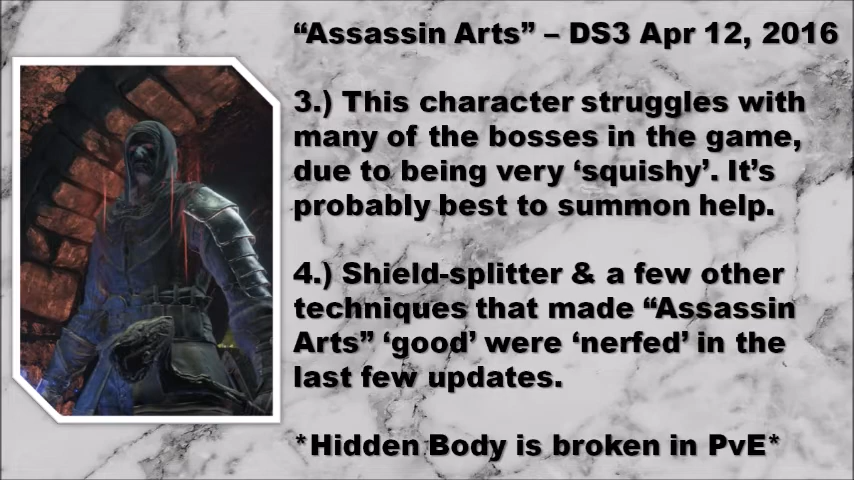 “Assassin Arts” – DS3 Apr 12, 2016
3.) This character struggles with
many of the bosses in the game,
due to being very ‘squishy’. It’s
probably best to summon help.
4.) Shield-splitter & a few other
techniques that made “Assassin
Arts” ‘good’ were ‘nerfed’ in the
last few updates.
*Hidden Body is broken in PvE*